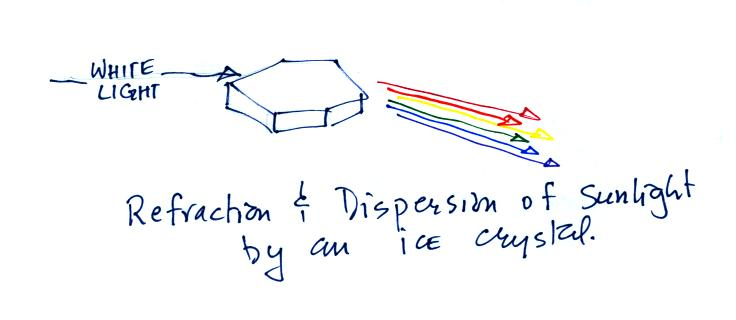 WHITE
LIGHT
Refraction & Dispersion of Sunlight
by an ice crystal.